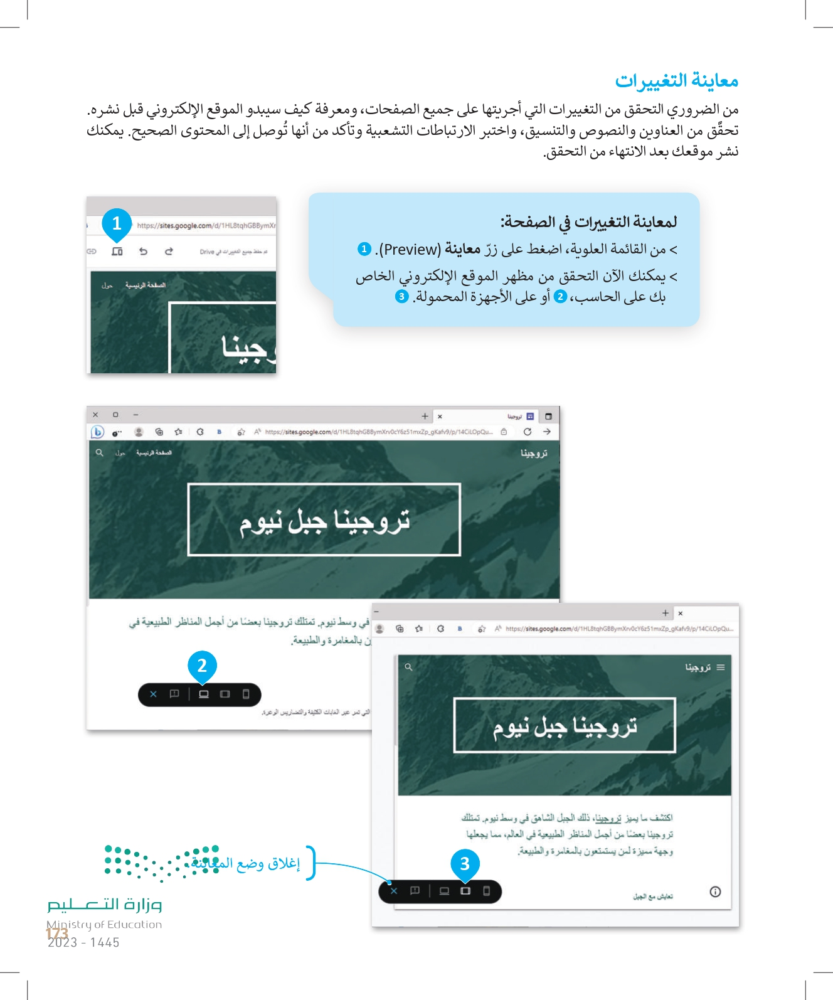 معاينة التغييرات
من الضروري التحقق من التغييرات التي أجريتها على جميع الصفحات، ومعرفة كيف سيبدو الموقع الإلكتروني قبل نشره.
تحقَّق من العناوين والنصوص والتنسيق، واختبر الارتباطات التشعبية وتأكد من أنها تُوصل إلى المحتوى الصحيح. يمكنك
نشر موقعك بعد الانتهاء من التحقق.
لمعاينة التغييرات في الصفحة:
> من القائمة العلوية، اضغط على زرّ معاينة (Preview). 1
> يمكنك الآن التحقق من مظهر الموقع الإلكتروني الخاص
بك على الحاسب، 2 أو على الأجهزة المحمولة. 3
1
https://sites.google.com/d/1HL8tqhGBBymXr
تم حفظ جميع التغييرات في Drive
الصفحة الرئيسية حول
وجينا
تروجينا
https://sites.google.com/d/1HL8tqhGBBymXrv0cY6z51mxZp_gKafv9/p/14CiLOpQu...
تروجينا
الصفحة الرئيسية حول
تروجينا جبل نيوم
في وسط نيوم. تمتلك تروجينا بعضًا من أجمل المناظر الطبيعية في
ن بالمغامرة والطبيعة.
2
التي تمر عبر الغابات الكثيفة والتضاريس الوعرة.
https://sites.google.com/d/1HL8tqhGBBymXrv0cY6z51mxZp_gKafv9/p/14CiLOpQu...
تروجينا
تروجينا جبل نيوم
اكتشف ما يميز تروجينا، ذلك الجبل الشاهق في وسط نيوم. تمتلك
تروجينا بعضًا من أجمل المناظر الطبيعية في العالم، مما يجعلها
وجهة مميزة لمن يستمتعون بالمغامرة والطبيعة.
3
تعايش مع الجبل
إغلاق وضع المعاينة.
وزارة التعليم
Ministry of Education
173
2023 - 1445